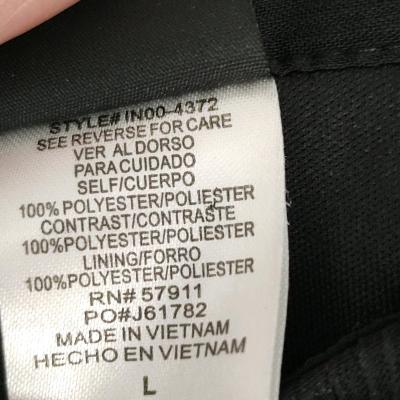 STYLE# IN00-4372
SEE REVERSE FOR CARE
VER AL DORSO
PARA CUIDADO
SELF/CUERPO
100% POLYESTER/POLIESTER
CONTRAST/CONTRASTE
100% POLYESTER/POLIESTER
LINING/FORRO
100% POLYESTER/POLIESTER
RN# 57911
PO#J61782
MADE IN VIETNAM
HECHO EN VIETNAM
L